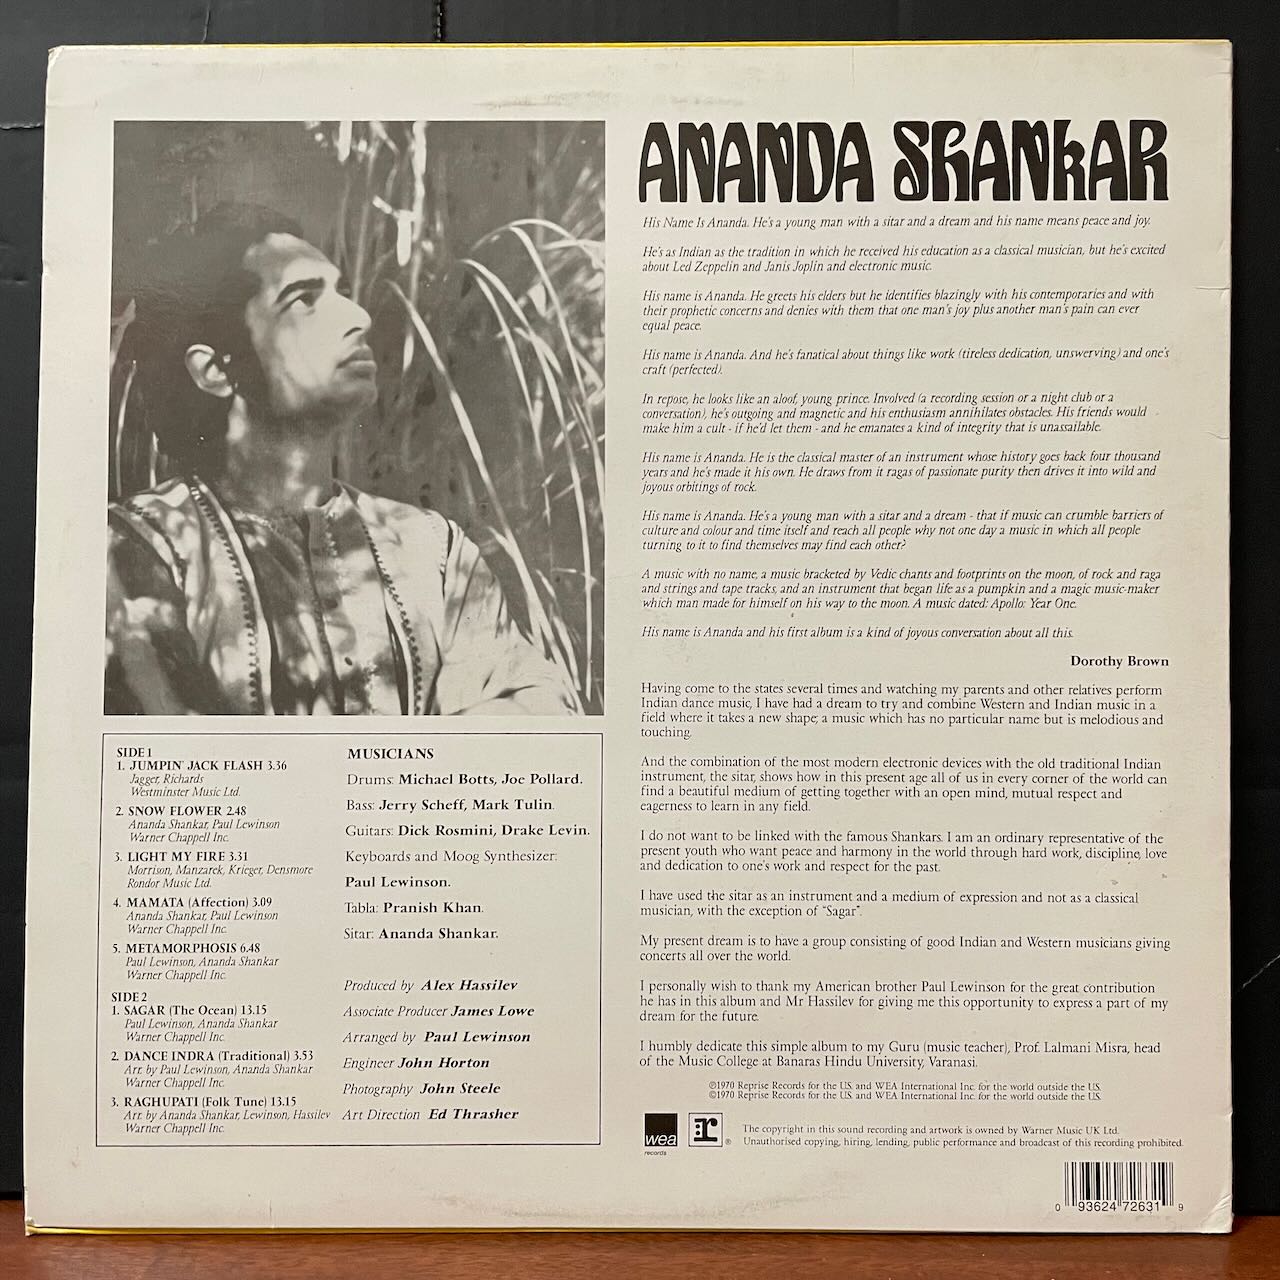 ANANDA SHANKAR
His Name Is Ananda. He's a young man with a sitar and a dream and his name means peace and joy.
He's as Indian as the tradition in which he received his education as a classical musician, but he's excited
about Led Zeppelin and Janis Joplin and electronic music.
His name is Ananda. He greets his elders but he identifies blazingly with his contemporaries and with
their prophetic concerns and denies with them that one man's joy plus another man's pain can ever
equal peace.
His name is Ananda. And he's fanatical about things like work (tireless dedication, unswerving) and one's
craft (perfected).
In repose, he looks like an aloof, young prince. Involved (a recording session or a night club or a
conversation), he's outgoing and magnetic and his enthusiasm annihilates obstacles. His friends would
make him a cult - if he'd let them - and he emanates a kind of integrity that is unassailable.
His name is Ananda. He is the classical master of an instrument whose history goes back four thousand
years and he's made it his own. He draws from it ragas of passionate purity then drives it into wild and
joyous orbitings of rock.
His name is Ananda. He's a young man with a sitar and a dream - that if music can crumble barriers of
culture and colour and time itself and reach all people why not one day a music in which all people
turning to it to find themselves may find each other?
A music with no name, a music bracketed by Vedic chants and footprints on the moon, of rock and raga
and strings and tape tracks, and an instrument that began life as a pumpkin and a magic music-maker
which man made for himself on his way to the moon. A music dated: Apollo: Year One.
His name is Ananda and his first album is a kind of joyous conversation about all this.
Dorothy Brown
Having come to the states several times and watching my parents and other relatives perform
Indian dance music, I have had a dream to try and combine Western and Indian music in a
field where it takes a new shape; a music which has no particular name but is melodious and
touching.
And the combination of the most modern electronic devices with the old traditional Indian
instrument, the sitar, shows how in this present age all of us in every corner of the world can
find a beautiful medium of getting together with an open mind, mutual respect and
eagerness to learn in any field.
I do not want to be linked with the famous Shankars. I am an ordinary representative of the
present youth who want peace and harmony in the world through hard work, discipline, love
and dedication to one's work and respect for the past.
I have used the sitar as an instrument and a medium of expression and not as a classical
musician, with the exception of "Sagar".
My present dream is to have a group consisting of good Indian and Western musicians giving
concerts all over the world.
I personally wish to thank my American brother Paul Lewinson for the great contribution
he has in this album and Mr Hassilev for giving me this opportunity to express a part of my
dream for the future.
I humbly dedicate this simple album to my Guru (music teacher), Prof. Lalmani Misra, head
of the Music College at Banaras Hindu University, Varanasi.
℗1970 Reprise Records for the U.S. and WEA International Inc. for the world outside the U.S.
©1970 Reprise Records for the U.S. and WEA International Inc. for the world outside the U.S.
wea
records
r ®
The copyright in this sound recording and artwork is owned by Warner Music UK Ltd.
Unauthorised copying, hiring, lending, public performance and broadcast of this recording prohibited.
0 93624 72631 9
SIDE 1
1. JUMPIN' JACK FLASH 3.36
Jagger, Richards
Westminster Music Ltd.
2. SNOW FLOWER 2.48
Ananda Shankar, Paul Lewinson
Warner Chappell Inc.
3. LIGHT MY FIRE 3.31
Morrison, Manzarek, Krieger, Densmore
Rondor Music Ltd.
4. MAMATA (Affection) 3.09
Ananda Shankar, Paul Lewinson
Warner Chappell Inc.
5. METAMORPHOSIS 6.48
Paul Lewinson, Ananda Shankar
Warner Chappell Inc.
SIDE 2
1. SAGAR (The Ocean) 13.15
Paul Lewinson, Ananda Shankar
Warner Chappell Inc.
2. DANCE INDRA (Traditional) 3.53
Arr. by Paul Lewinson, Ananda Shankar
Warner Chappell Inc.
3. RAGHUPATI (Folk Tune) 13.15
Arr. by Ananda Shankar, Lewinson, Hassilev
Warner Chappell Inc.
MUSICIANS
Drums: Michael Botts, Joe Pollard.
Bass: Jerry Scheff, Mark Tulin.
Guitars: Dick Rosmini, Drake Levin.
Keyboards and Moog Synthesizer:
Paul Lewinson.
Tabla: Pranish Khan.
Sitar: Ananda Shankar.
Produced by Alex Hassilev
Associate Producer James Lowe
Arranged by Paul Lewinson
Engineer John Horton
Photography John Steele
Art Direction Ed Thrasher